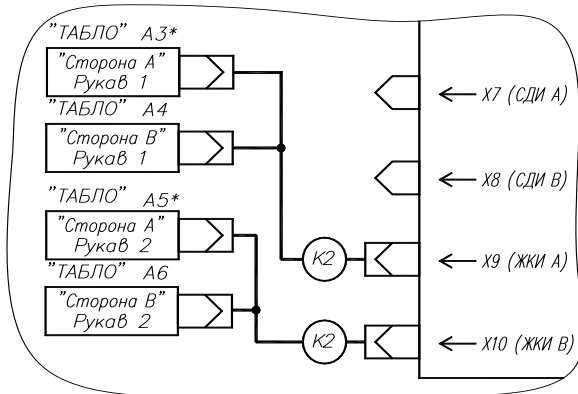 "ТАБЛО" А3*
"Сторона А"
Рукав 1
"ТАБЛО" А4
"Сторона В"
Рукав 1
"ТАБЛО" А5*
"Сторона А"
Рукав 2
"ТАБЛО" А6
"Сторона В"
Рукав 2
К2
К2
Х7 (СДИ А)
Х8 (СДИ В)
Х9 (ЖКИ А)
Х10 (ЖКИ В)